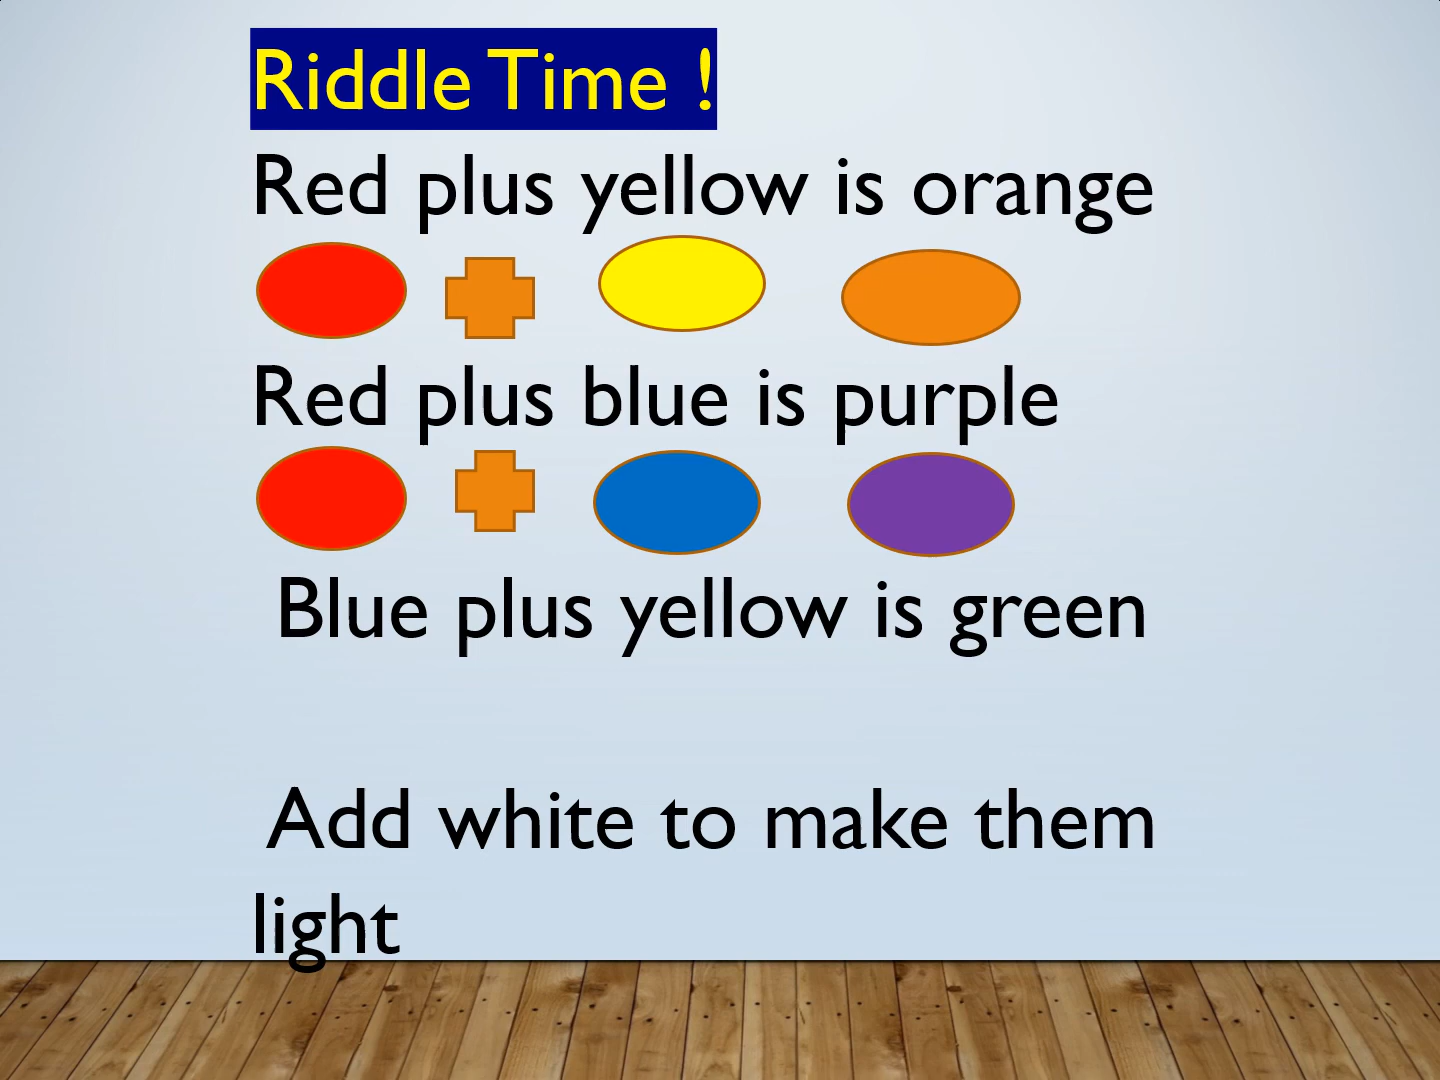 Riddle Time !
Red plus yellow is orange
Red plus blue is purple
Blue plus yellow is green
Add white to make them
light